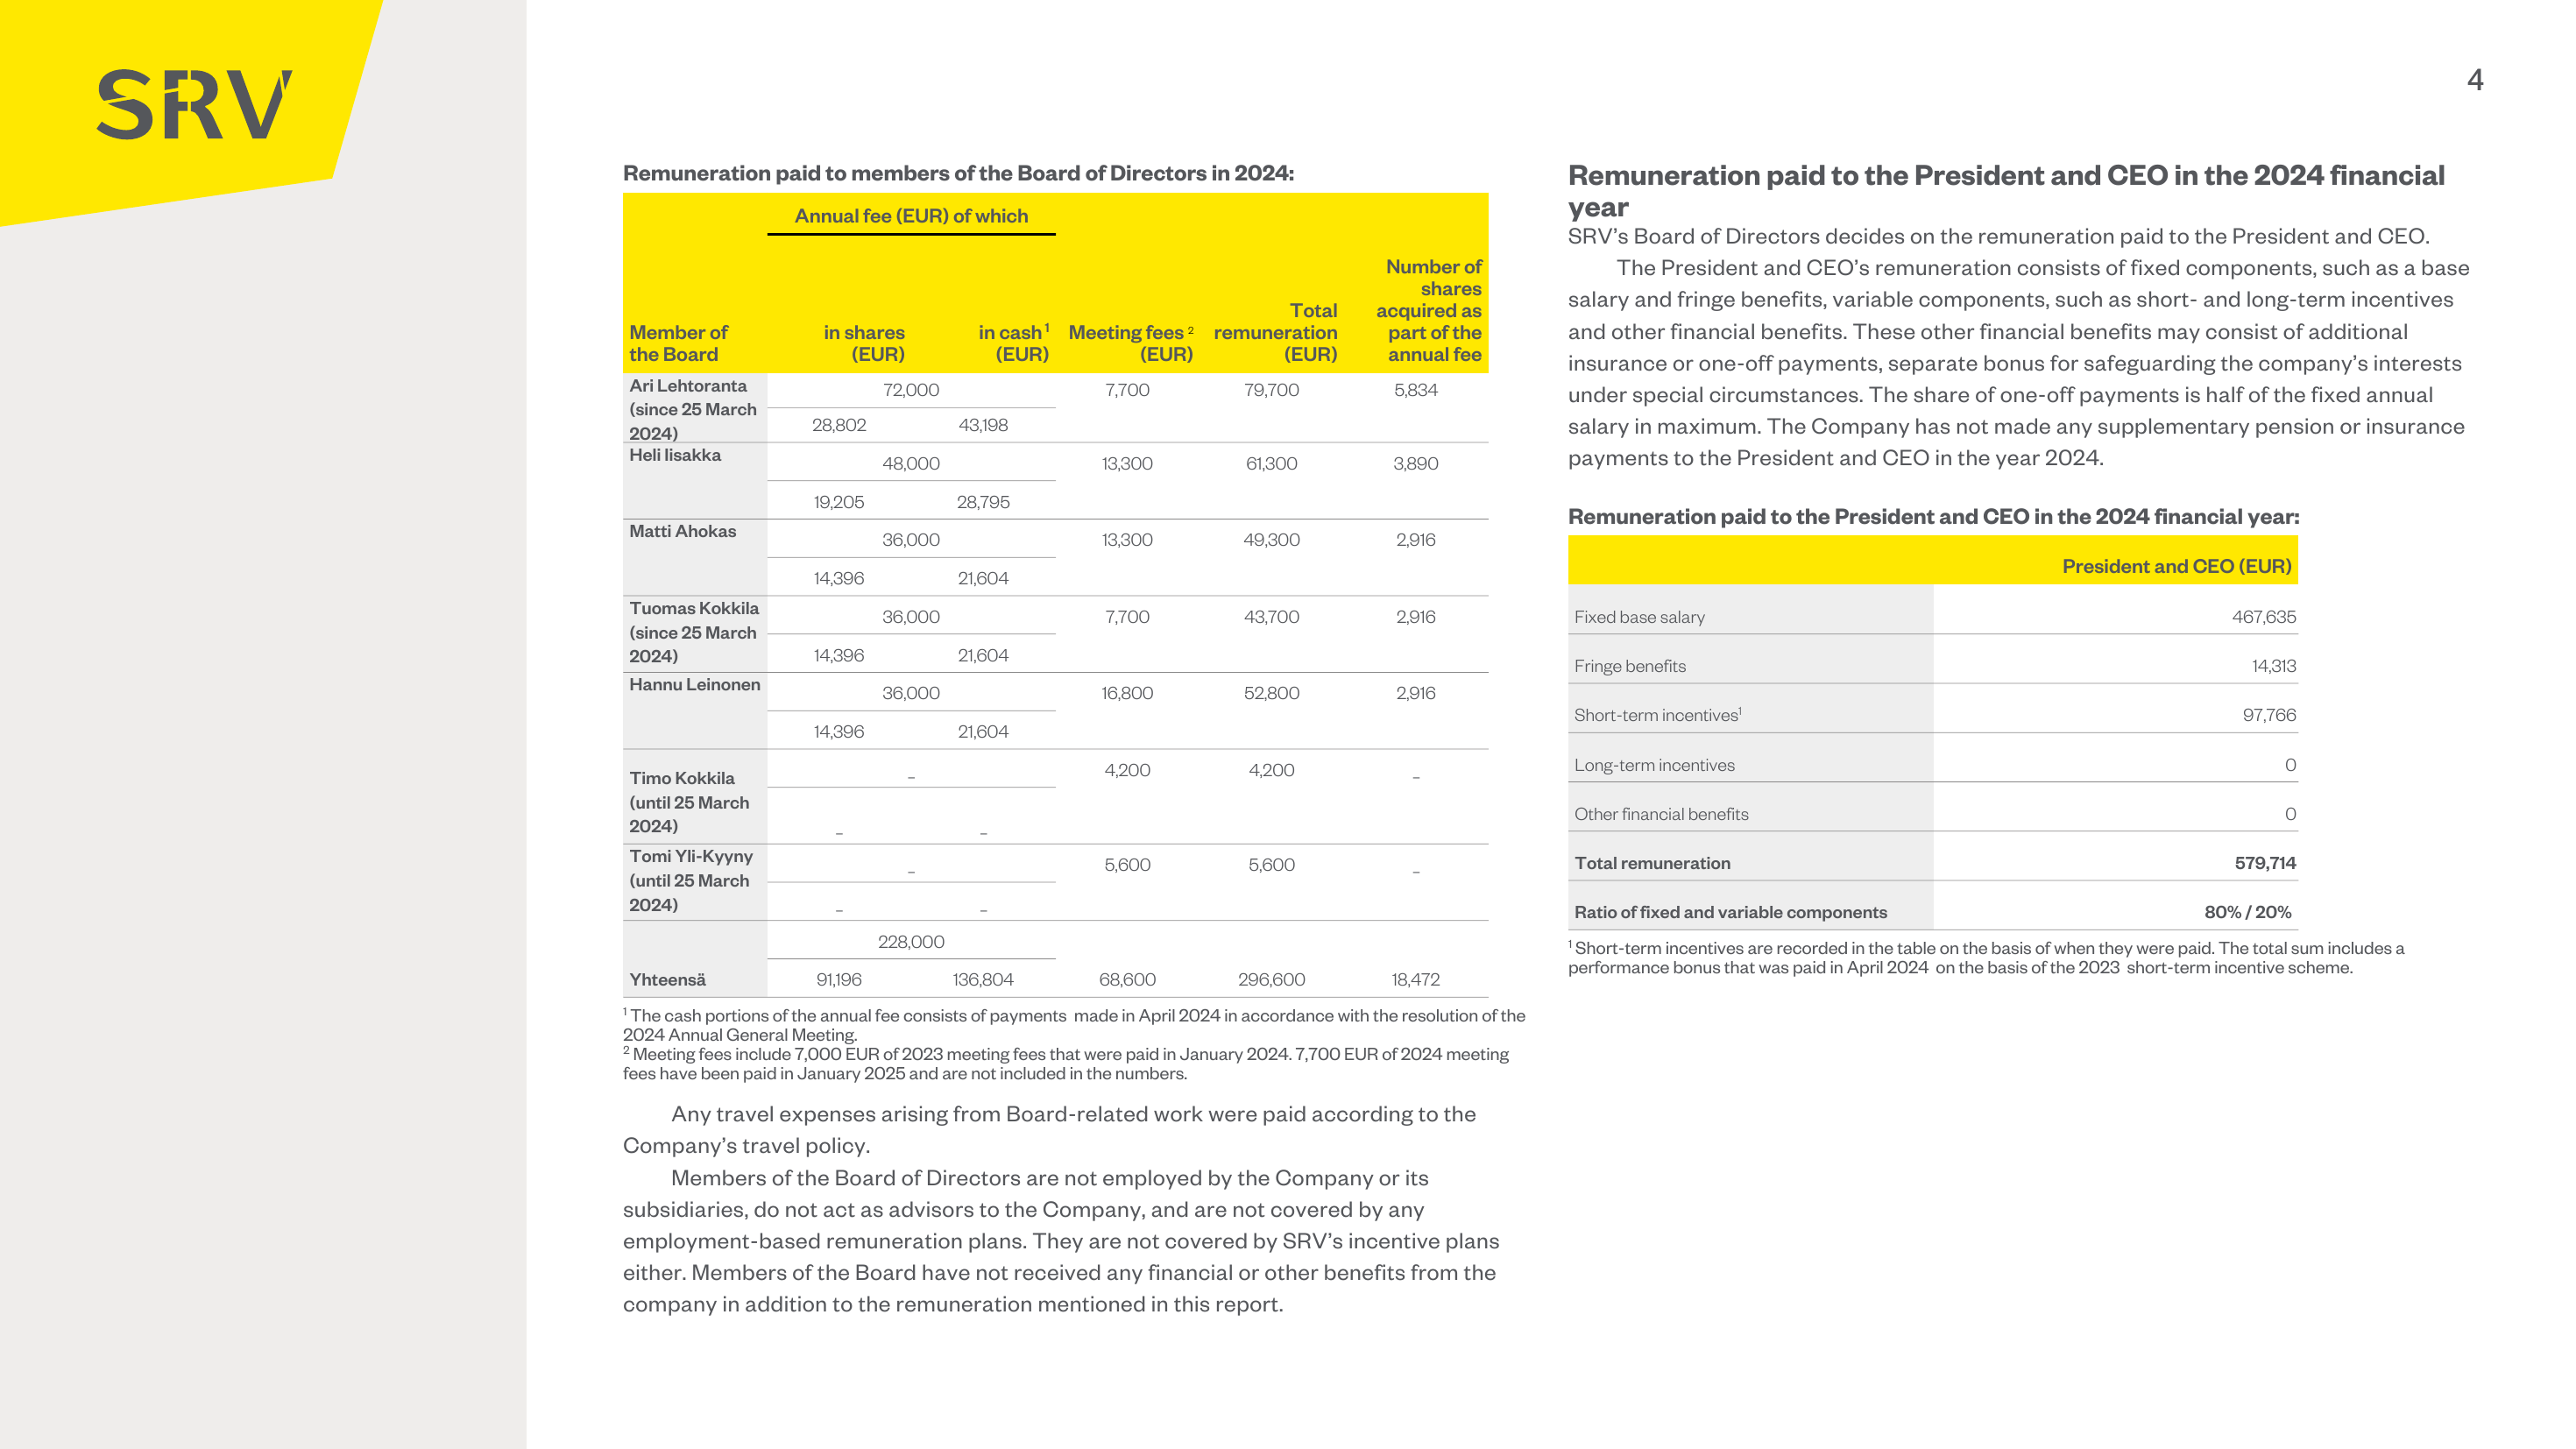 SRV
4
Remuneration paid to members of the Board of Directors in 2024:
Annual fee (EUR) of which
Member of the Board in shares (EUR) in cash¹ (EUR) Meeting fees ² (EUR) Total remuneration (EUR) Number of shares acquired as part of the annual fee
Ari Lehtoranta (since 25 March 2024) 72,000 7,700 79,700 5,834
28,802 43,198
Heli Iisakka 48,000 13,300 61,300 3,890
19,205 28,795
Matti Ahokas 36,000 13,300 49,300 2,916
14,396 21,604
Tuomas Kokkila (since 25 March 2024) 36,000 7,700 43,700 2,916
14,396 21,604
Hannu Leinonen 36,000 16,800 52,800 2,916
14,396 21,604
Timo Kokkila (until 25 March 2024) – 4,200 4,200 –
– –
Tomi Yli-Kyyny (until 25 March 2024) – 5,600 5,600 –
– –
228,000
Yhteensä 91,196 136,804 68,600 296,600 18,472
¹ The cash portions of the annual fee consists of payments made in April 2024 in accordance with the resolution of the
2024 Annual General Meeting.
² Meeting fees include 7,000 EUR of 2023 meeting fees that were paid in January 2024. 7,700 EUR of 2024 meeting
fees have been paid in January 2025 and are not included in the numbers.
Any travel expenses arising from Board-related work were paid according to the
Company’s travel policy.
Members of the Board of Directors are not employed by the Company or its
subsidiaries, do not act as advisors to the Company, and are not covered by any
employment-based remuneration plans. They are not covered by SRV’s incentive plans
either. Members of the Board have not received any financial or other benefits from the
company in addition to the remuneration mentioned in this report.
Remuneration paid to the President and CEO in the 2024 financial
year
SRV’s Board of Directors decides on the remuneration paid to the President and CEO.
The President and CEO’s remuneration consists of fixed components, such as a base
salary and fringe benefits, variable components, such as short- and long-term incentives
and other financial benefits. These other financial benefits may consist of additional
insurance or one-off payments, separate bonus for safeguarding the company’s interests
under special circumstances. The share of one-off payments is half of the fixed annual
salary in maximum. The Company has not made any supplementary pension or insurance
payments to the President and CEO in the year 2024.
Remuneration paid to the President and CEO in the 2024 financial year:
President and CEO (EUR)
Fixed base salary 467,635
Fringe benefits 14,313
Short-term incentives¹ 97,766
Long-term incentives 0
Other financial benefits 0
Total remuneration 579,714
Ratio of fixed and variable components 80% / 20%
¹ Short-term incentives are recorded in the table on the basis of when they were paid. The total sum includes a
performance bonus that was paid in April 2024 on the basis of the 2023 short-term incentive scheme.